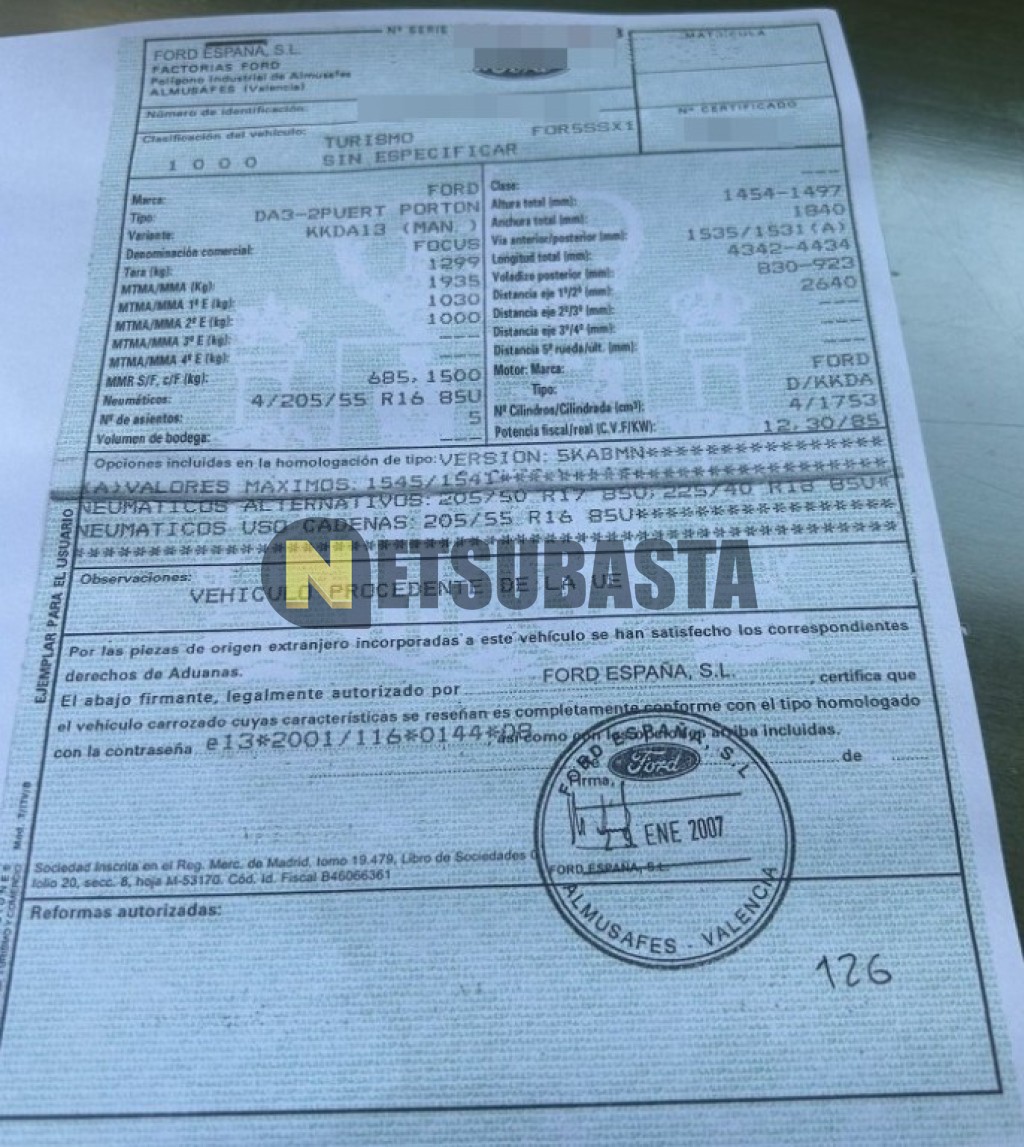 Nº SERIE
MATRICULA
FORD ESPAÑA, S.L.
FACTORIAS FORD
Polígono Industrial de Almusafes
ALMUSAFES (Valencia)
Número de identificación:
Nº CERTIFICADO
Clasificación del vehículo: TURISMO FOR5SSX1
1 0 0 0 SIN ESPECIFICAR
Marca: FORD
Tipo: DA3-2PUERT PORTON
Variante: KKDA13 (MAN.)
Denominación comercial: FOCUS
Tara (kg): 1299
MTMA/MMA (Kg): 1935
MTMA/MMA 1º E (kg): 1030
MTMA/MMA 2º E (kg): 1000
MTMA/MMA 3º E (kg): ---
MTMA/MMA 4º E (kg): ---
MMR S/F, c/F (kg): 685, 1500
Neumáticos: 4/205/55 R16 85U
Nº de asientos: 5
Volumen de bodega: ---
Clase: ---
Altura total (mm): 1454-1497
Anchura total (mm): 1840
Vía anterior/posterior (mm): 1535/1531(A)
Longitud total (mm): 4342-4434
Voladizo posterior (mm): 830-923
Distancia eje 1º/2º (mm): 2640
Distancia eje 2º/3º (mm): ---
Distancia eje 3º/4º (mm): ---
Distancia 5ª rueda/últ. (mm): ---
Motor: Marca: FORD
Tipo: D/KKDA
Nº Cilindros/Cilindrada (cm³): 4/1753
Potencia fiscal/real (C.V.F/KW): 12,30/85
Opciones incluidas en la homologación de tipo: VERSION: 5KABMN******************
(A)VALORES MAXIMOS: 1545/1541
NEUMATICOS ALTERNATIVOS: 205/50 R17 85U, 225/40 R18 85U*
NEUMATICOS USO CADENAS: 205/55 R16 85U******************
Observaciones:
VEHICULO PROCEDENTE DE LA UE
NETSUBASTA
EJEMPLAR PARA EL USUARIO
Por las piezas de origen extranjero incorporadas a este vehículo se han satisfecho los correspondientes
derechos de Aduanas.
El abajo firmante, legalmente autorizado por FORD ESPAÑA, S.L., certifica que
el vehículo carrozado cuyas características se reseñan es completamente conforme con el tipo homologado
con la contraseña e13*2001/116*0144*08, así como con las opciones arriba incluidas.
de
Firma,
FORD ESPAÑA, S.L.
Ford
ENE 2007
FORD ESPAÑA, S.L.
ALMUSAFES - VALENCIA
Sociedad Inscrita en el Reg. Merc. de Madrid, tomo 19.479, Libro de Sociedades
folio 20, secc. 8, hoja M-53170. Cód. Id. Fiscal B46066361
Reformas autorizadas:
126